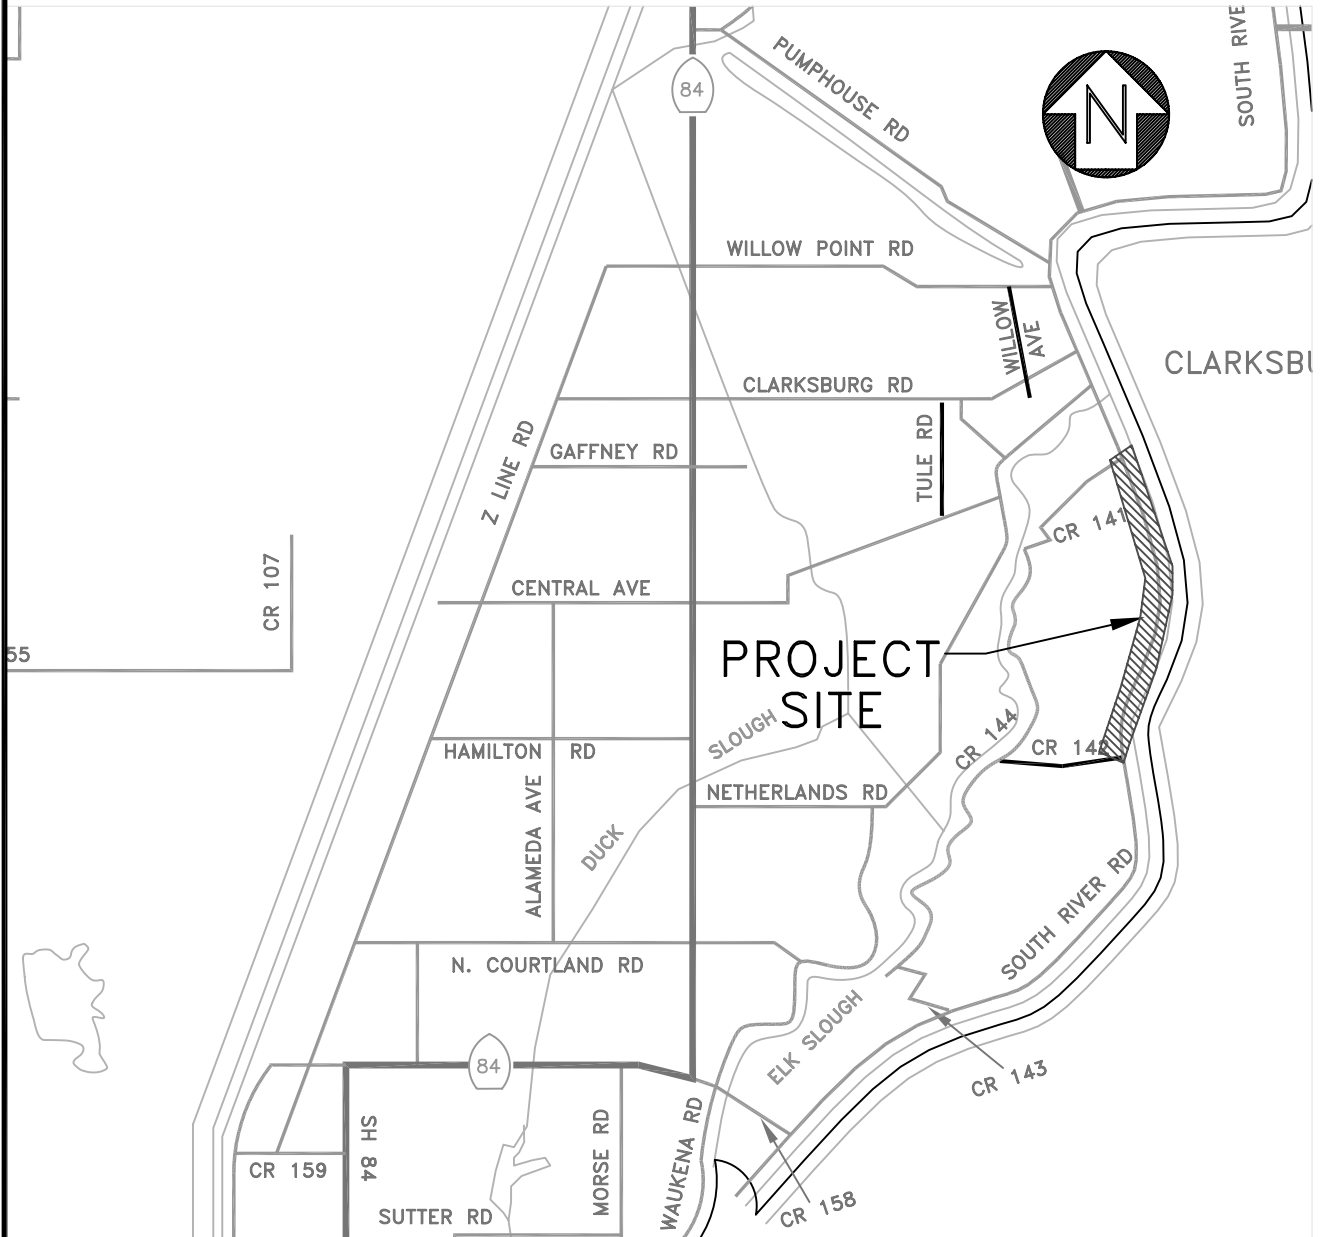 SOUTH RIVE
PUMPHOUSE RD
84
N
WILLOW POINT RD
WILLOW
AVE
CLARKSBU
CLARKSBURG RD
TULE RD
Z LINE RD
GAFFNEY RD
CR 141
CR 107
CENTRAL AVE
55
PROJECT
SITE
SLOUGH
CR 144
CR 142
HAMILTON RD
NETHERLANDS RD
ALAMEDA AVE
DUCK
SOUTH RIVER RD
N. COURTLAND RD
ELK SLOUGH
84
CR 143
SH 84
MORSE RD
WAUKENA RD
CR 159
CR 158
SUTTER RD